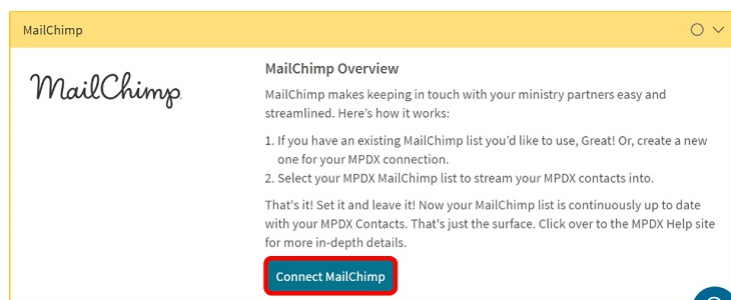 MailChimp
MailChimp
MailChimp Overview
MailChimp makes keeping in touch with your ministry partners easy and
streamlined. Here's how it works:
1. If you have an existing MailChimp list you'd like to use, Great! Or, create a new
one for your MPDX connection.
2. Select your MPDX MailChimp list to stream your MPDX contacts into.
That's it! Set it and leave it! Now your MailChimp list is continuously up to date
with your MPDX Contacts. That's just the surface. Click over to the MPDX Help site
for more in-depth details.
Connect MailChimp